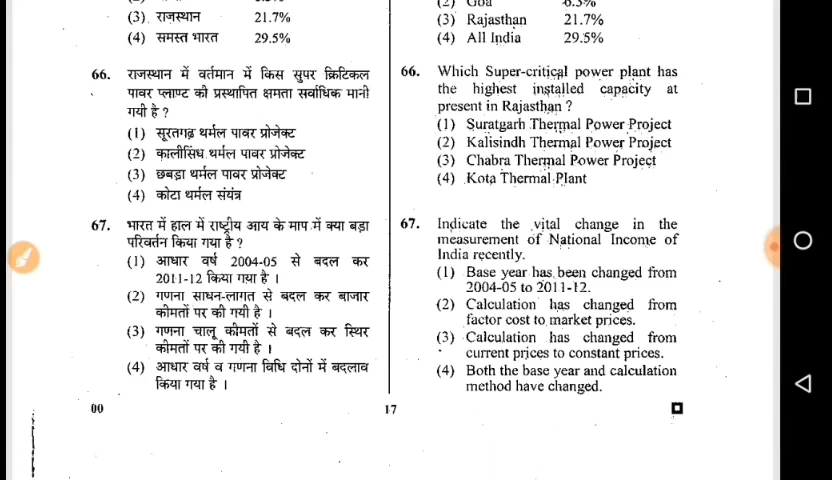 (3) राजस्थान 21.7%
(4) समस्त भारत 29.5%
66. राजस्थान में वर्तमान में किस सुपर क्रिटिकल
पावर प्लाण्ट की प्रस्थापित क्षमता सर्वाधिक मानी
गयी है ?
(1) सूरतगढ़ थर्मल पावर प्रोजेक्ट
(2) कालीसिंध थर्मल पावर प्रोजेक्ट
(3) छबड़ा थर्मल पावर प्रोजेक्ट
(4) कोटा थर्मल संयंत्र
67. भारत में हाल में राष्ट्रीय आय के माप में क्या बड़ा
परिवर्तन किया गया है ?
(1) आधार वर्ष 2004-05 से बदल कर
2011-12 किया गया है ।
(2) गणना साधन-लागत से बदल कर बाजार
कीमतों पर की गयी है ।
(3) गणना चालू कीमतों से बदल कर स्थिर
कीमतों पर की गयी है ।
(4) आधार वर्ष व गणना विधि दोनों में बदलाव
किया गया है ।
00
(2) Goa 6.3%
(3) Rajasthan 21.7%
(4) All India 29.5%
66. Which Super-critical power plant has
the highest installed capacity at
present in Rajasthan ?
(1) Suratgarh Thermal Power Project
(2) Kalisindh Thermal Power Project
(3) Chabra Thermal Power Project
(4) Kota Thermal Plant
67. Indicate the vital change in the
measurement of National Income of
India recently.
(1) Base year has been changed from
2004-05 to 2011-12.
(2) Calculation has changed from
factor cost to market prices.
(3) Calculation has changed from
current prices to constant prices.
(4) Both the base year and calculation
method have changed.
17